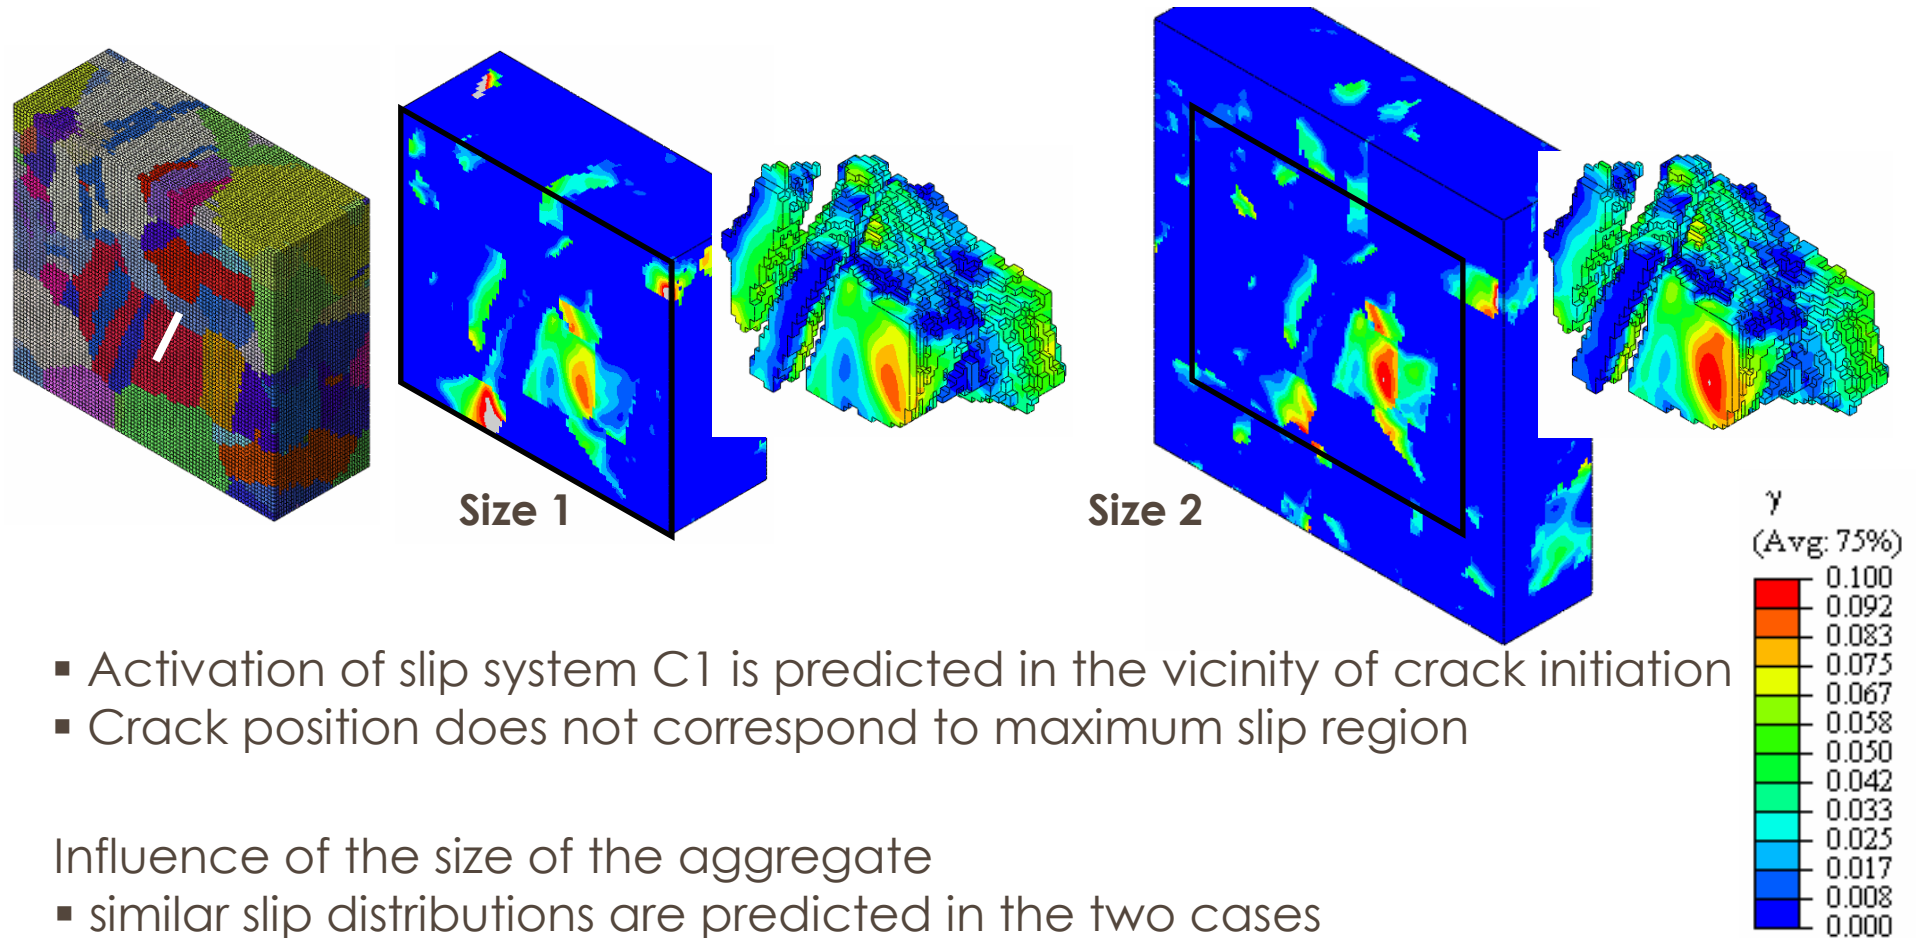 Size 1
Size 2
γ
(Avg: 75%)
0.100
0.092
0.083
0.075
0.067
0.058
0.050
0.042
0.033
0.025
0.017
0.008
0.000
▪ Activation of slip system C1 is predicted in the vicinity of crack initiation
▪ Crack position does not correspond to maximum slip region
Influence of the size of the aggregate
▪ similar slip distributions are predicted in the two cases